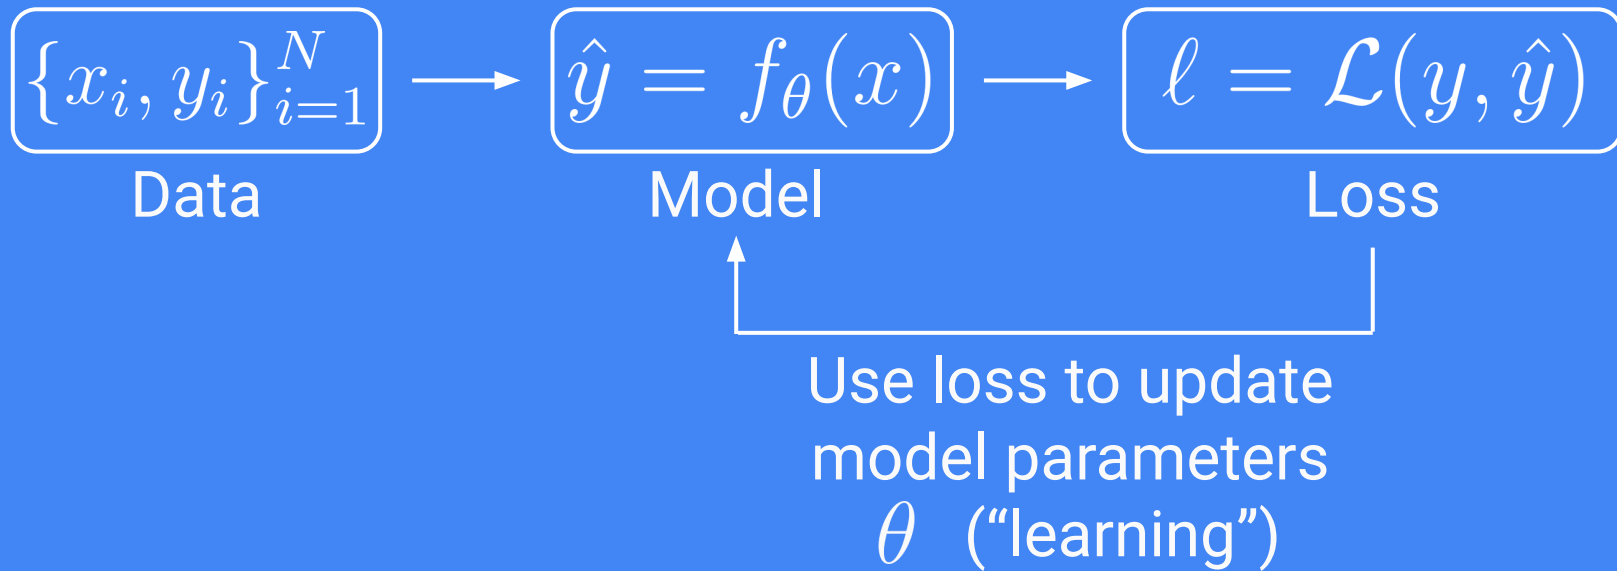 {x_i, y_i}_{i=1}^N
ŷ = f_θ(x)
ℓ = ℒ(y, ŷ)
Data
Model
Loss
Use loss to update
model parameters
θ (“learning”)